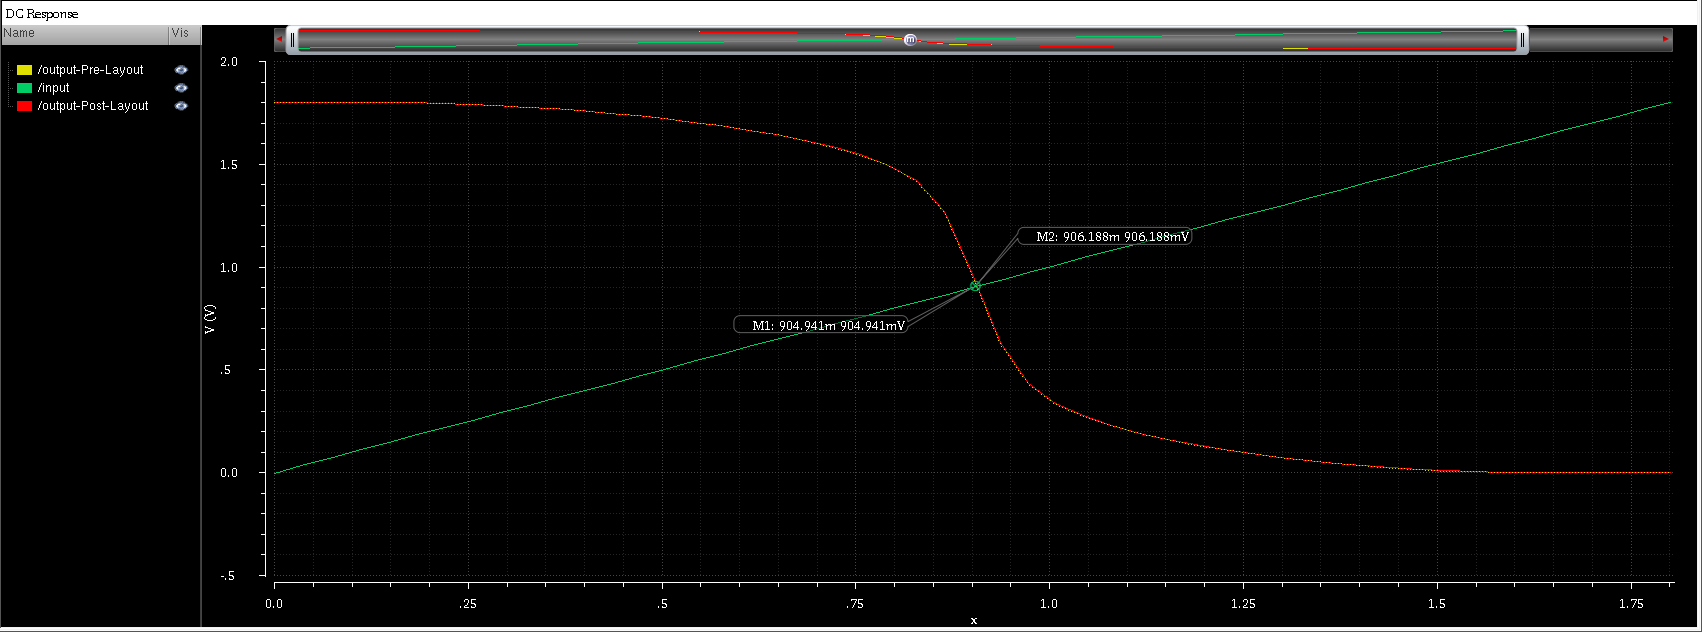 DC Response
Name Vis
/output-Pre-Layout
/input
/output-Post-Layout
m
2.0
1.5
1.0
.5
0.0
-.5
V (V)
M2: 906.188m 906.188mV
M1: 904.941m 904.941mV
0.0 .25 .5 .75 1.0 1.25 1.5 1.75
x